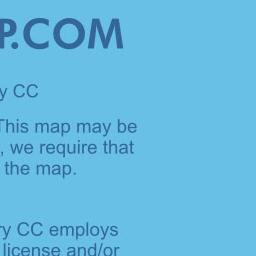 P.COM
y CC
This map may be
, we require that
the map.
ry CC employs
license and/or